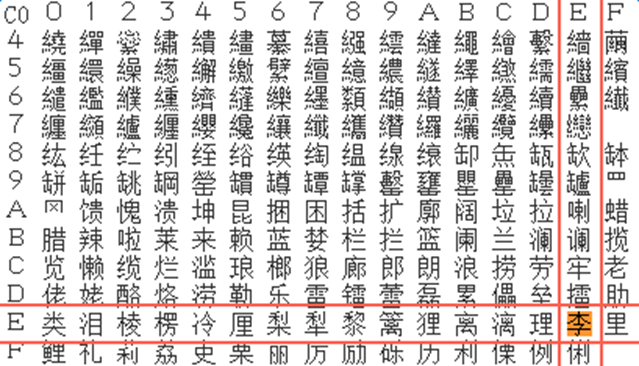 C0 0 1 2 3 4 5 6 7 8 9 A B C D E F
4 繞 繟 繠 繡 繢 繣 繤 繥 繦 繧 繨 繩 繪 繫 繬 繭
5 繮 繯 繰 繱 繲 繳 繴 繵 繶 繷 繸 繹 繺 繻 繼 繽
6 繾 繿 纀 纁 纃 纄 纅 纆 纇 纈 纉 纊 纋 續 纍 纎
7 纏 纐 纑 纒 纓 纔 纕 纖 纗 纘 纙 纚 纜 纝 纞
8 纮 纴 纻 纼 绖 绤 绬 绹 缊 缐 缞 缷 缹 缻 缼 缽
9 缾 缿 罀 罁 罃 罆 罇 罈 罉 罊 罋 罌 罍 罎 罏 罒
A 罓 馈 愧 溃 坤 昆 捆 困 括 扩 廓 阔 垃 拉 喇 蜡
B 腊 辣 啦 莱 来 赖 蓝 婪 栏 拦 篮 阑 兰 澜 谰 揽
C 览 懒 缆 烂 滥 琅 榔 狼 廊 郎 朗 浪 捞 劳 牢 老
D 佬 姥 酪 烙 涝 勒 乐 雷 镭 蕾 磊 累 儡 垒 擂 肋
E 类 泪 棱 楞 冷 厘 梨 犁 黎 篱 狸 离 漓 理 李 里
F 鲤 礼 莉 荔 吏 栗 丽 厉 励 砾 历 利 傈 例 俐